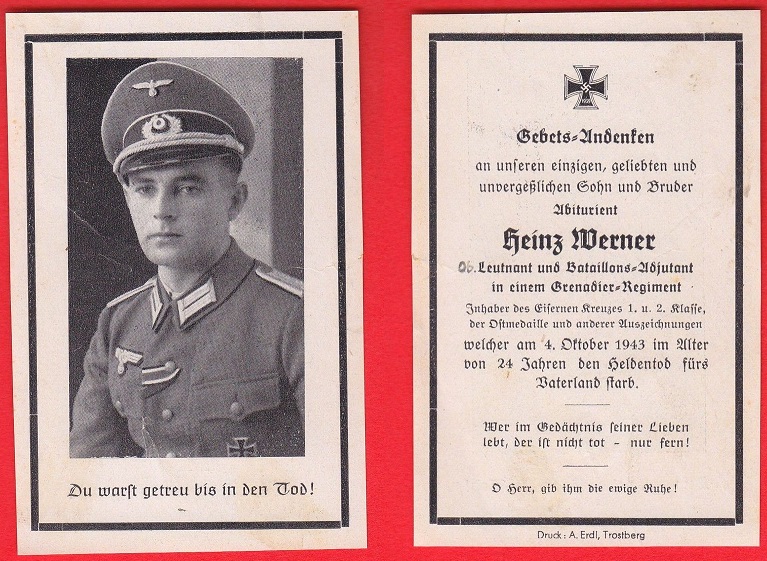 Du warst getreu bis in den Tod!
Gebets-Andenken
an unseren einzigen, geliebten und
unvergeßlichen Sohn und Bruder
Abiturient
Heinz Werner
Ob. Leutnant und Bataillons-Adjutant
in einem Grenadier-Regiment
Inhaber des Eisernen Kreuzes 1. u. 2. Klasse,
der Ostmedaille und anderer Auszeichnungen
welcher am 4. Oktober 1943 im Alter
von 24 Jahren den Heldentod fürs
Vaterland starb.
Wer im Gedächtnis seiner Lieben
lebt, der ist nicht tot - nur fern!
O Herr, gib ihm die ewige Ruhe!
Druck: A. Erdl, Trostberg